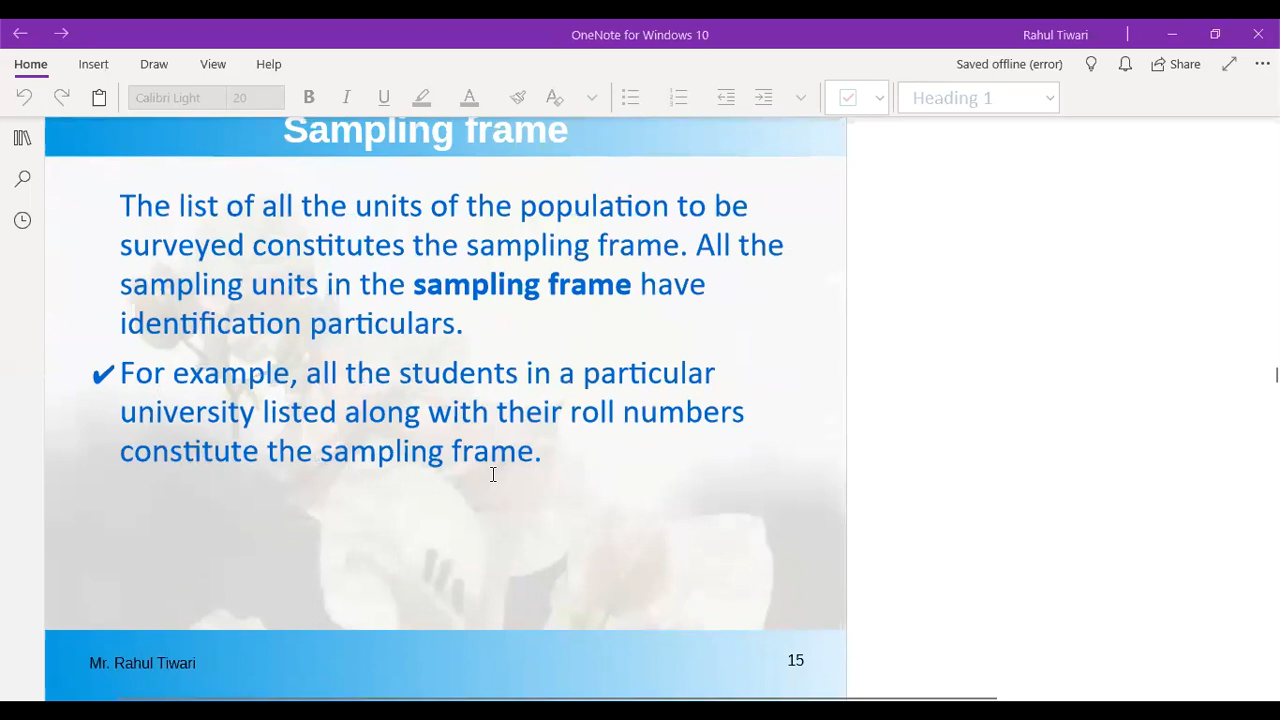 OneNote for Windows 10
Rahul Tiwari
Home Insert Draw View Help
Saved offline (error)
Share
Calibri Light 20
B I U A
Heading 1
Sampling frame
The list of all the units of the population to be
surveyed constitutes the sampling frame. All the
sampling units in the sampling frame have
identification particulars.
✔For example, all the students in a particular
university listed along with their roll numbers
constitute the sampling frame.
Mr. Rahul Tiwari
15